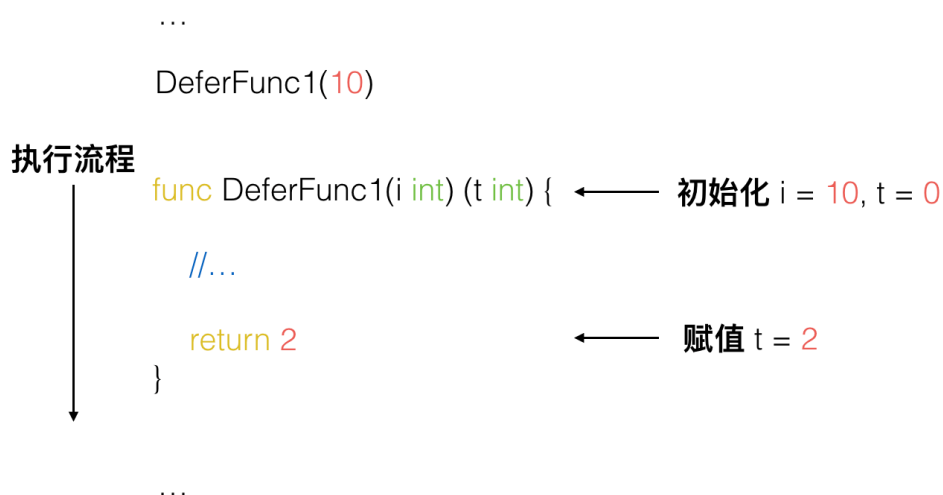 ...
DeferFunc1(10)
执行流程
func DeferFunc1(i int) (t int) {
初始化 i = 10, t = 0
//...
return 2
赋值 t = 2
}
...